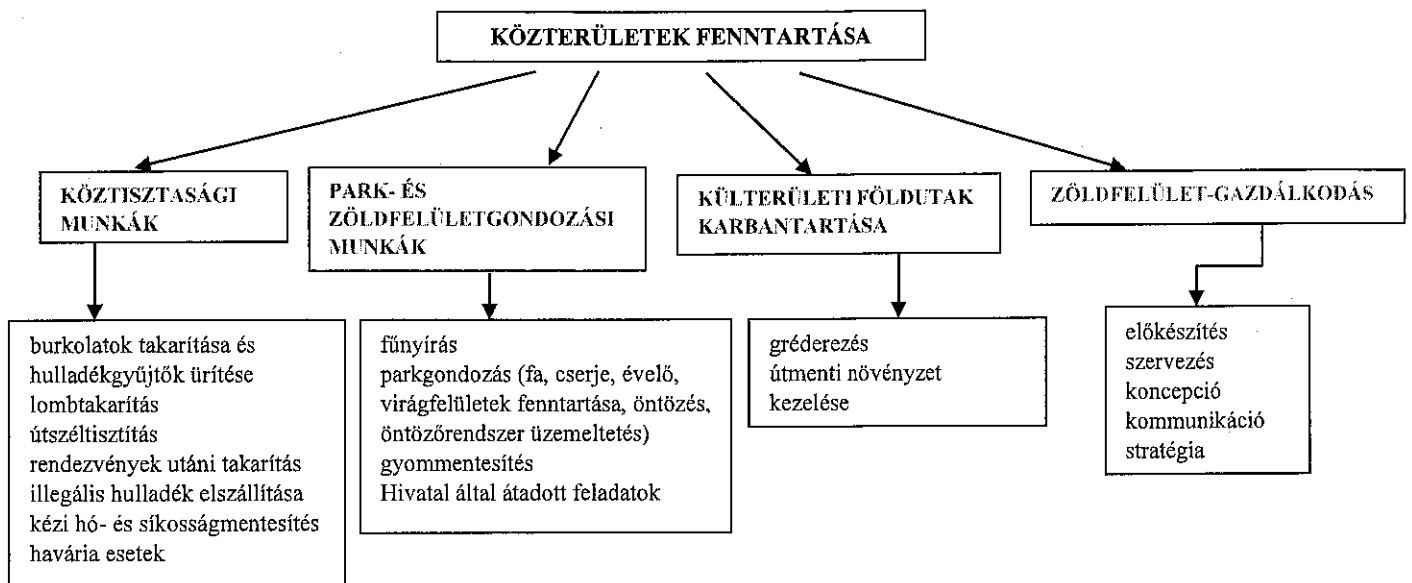 KÖZTERÜLETEK FENNTARTÁSA
KÖZTISZTASÁGI
MUNKÁK
PARK- ÉS
ZÖLDFELÜLETGONDOZÁSI
MUNKÁK
KÜLTERÜLETI FÖLDUTAK
KARBANTARTÁSA
ZÖLDFELÜLET-GAZDÁLKODÁS
burkolatok takarítása és
hulladékgyűjtők ürítése
lombtakarítás
útszéltisztítás
rendezvények utáni takarítás
illegális hulladék elszállítása
kézi hó- és síkosságmentesítés
havária esetek
fűnyírás
parkgondozás (fa, cserje, évelő,
virágfelületek fenntartása, öntözés,
öntözőrendszer üzemeltetés)
gyommentesítés
Hivatal által átadott feladatok
gréderezés
útmenti növényzet
kezelése
előkészítés
szervezés
koncepció
kommunikáció
stratégia